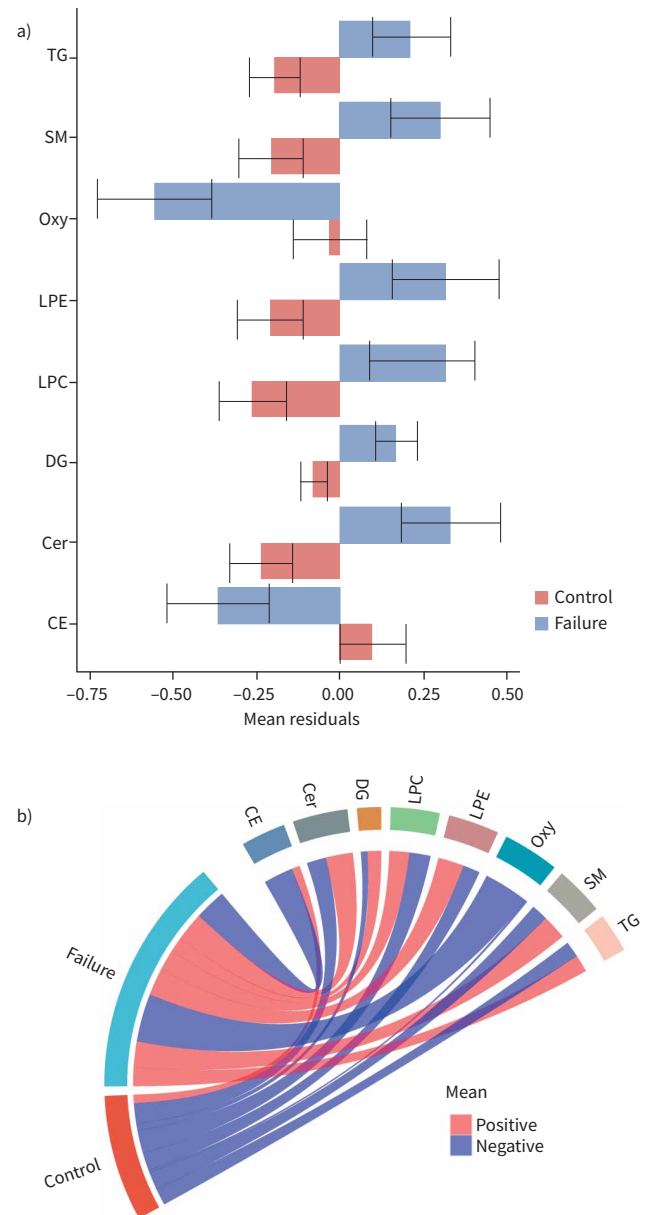 a)
TG
SM
Oxy
LPE
LPC
DG
Cer
CE
Control
Failure
–0.75 –0.50 –0.25 0.00 0.25 0.50
Mean residuals
b)
CE Cer DG LPC LPE Oxy SM TG
Failure
Control
Mean
Positive
Negative